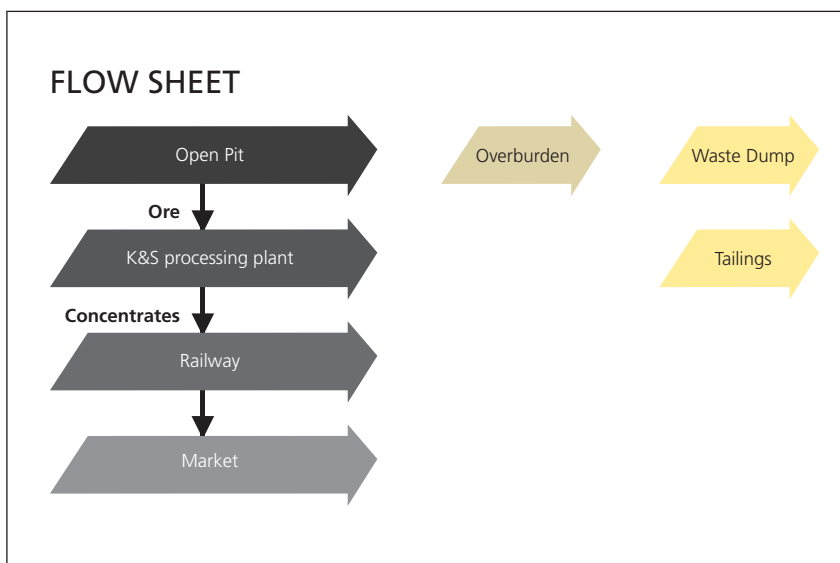 FLOW SHEET
Open Pit
Overburden
Waste Dump
Ore
K&S processing plant
Tailings
Concentrates
Railway
Market